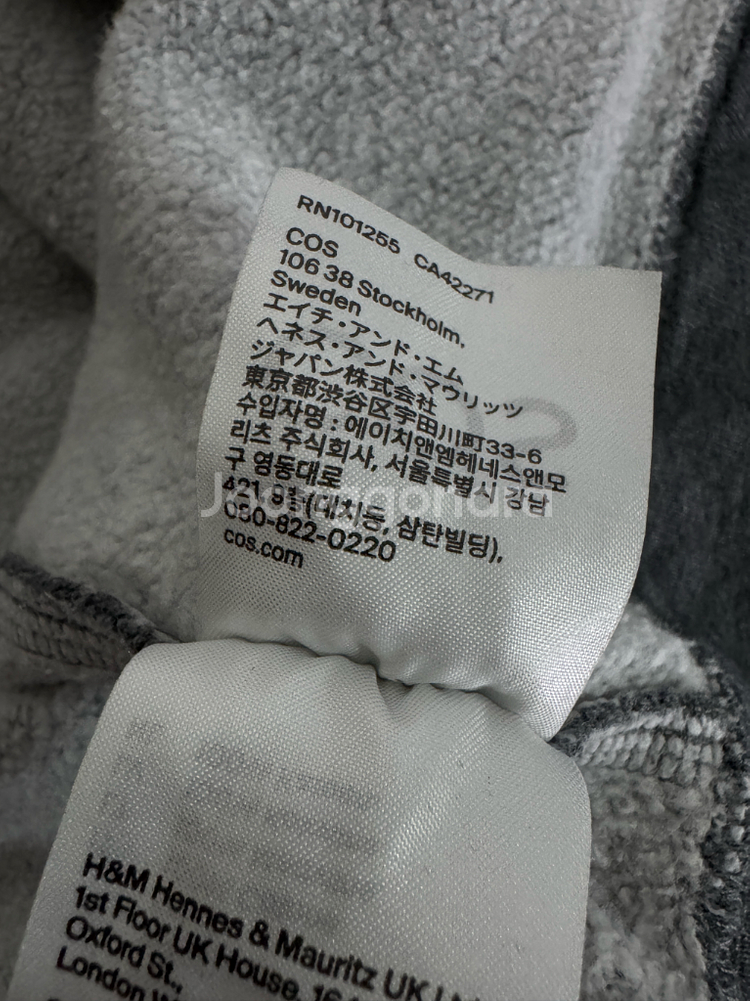 RN101255 CA42271
COS
106 38 Stockholm,
Sweden
エイチ・アンド・エム
ヘネス・アンド・マウリッツ
ジャパン株式会社
東京都渋谷区宇田川町33-6
수입자명 : 에이치앤엠헤네스앤모
리츠 주식회사, 서울특별시 강남
구 영동대로
421 9층 (대치동, 삼탄빌딩),
080-822-0220
cos.com
H&M Hennes & Mauritz UK
1st Floor UK House,
Oxford St.,
London